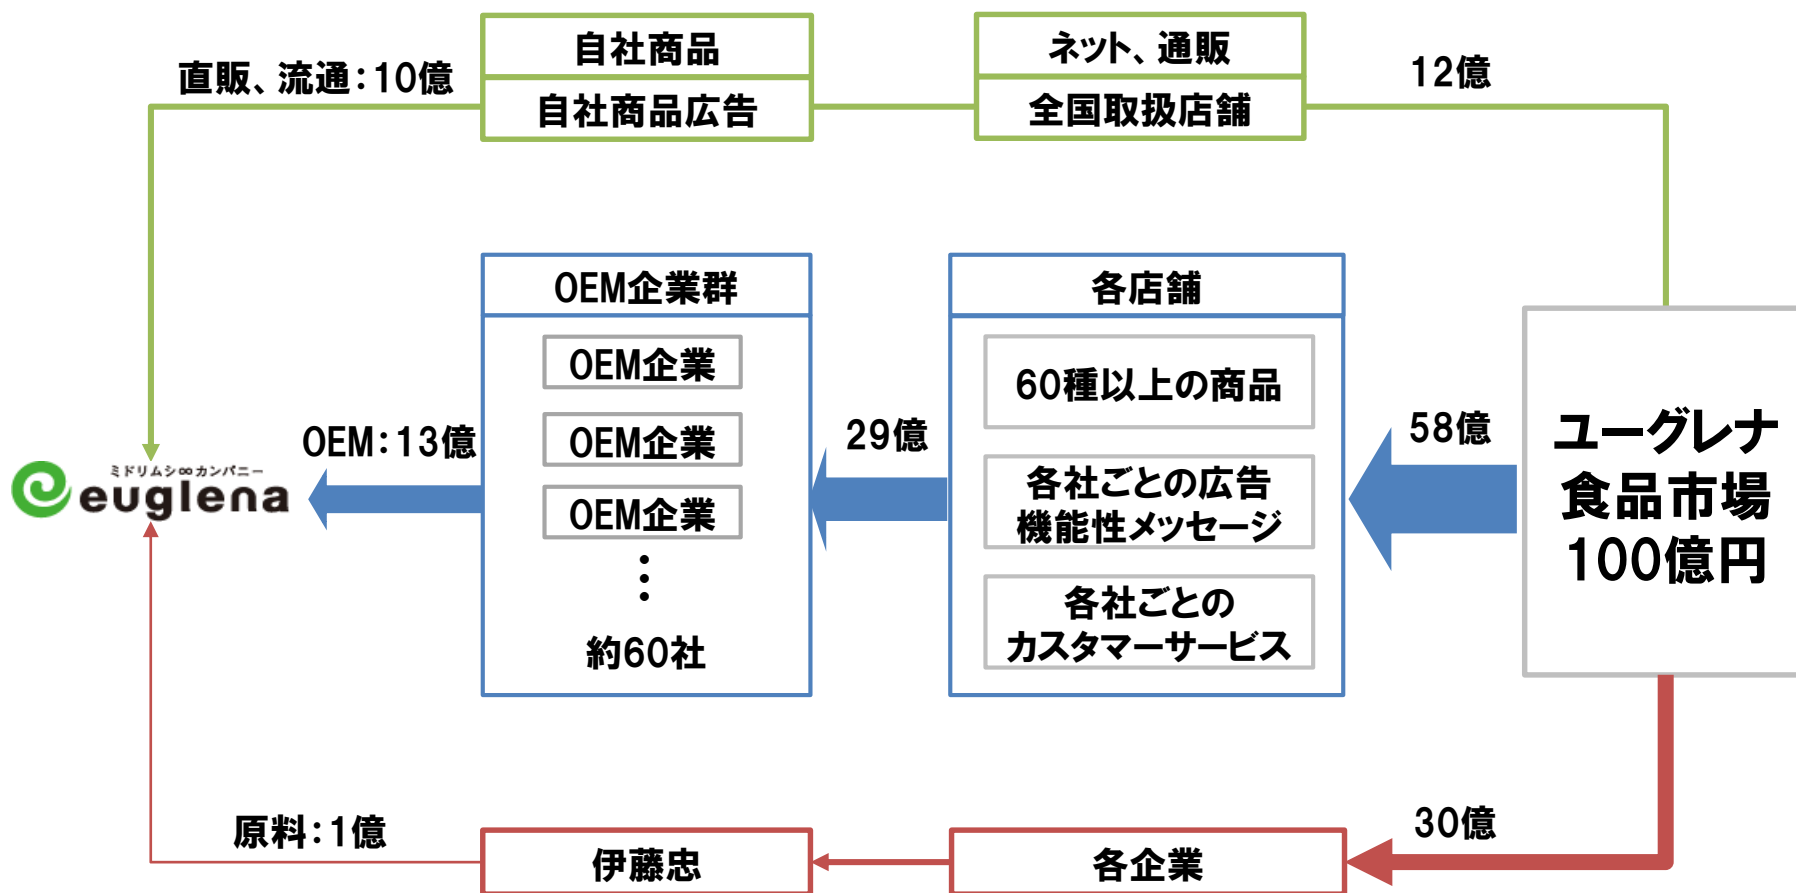 自社商品
自社商品広告
ネット、通販
全国取扱店舗
直販、流通：10億
12億
OEM企業群
OEM企業
OEM企業
OEM企業
約60社
各店舗
60種以上の商品
各社ごとの広告
機能性メッセージ
各社ごとの
カスタマーサービス
OEM：13億
29億
58億
ユーグレナ
食品市場
100億円
ミドリムシ∞カンパニー
euglena
原料：1億
伊藤忠
各企業
30億